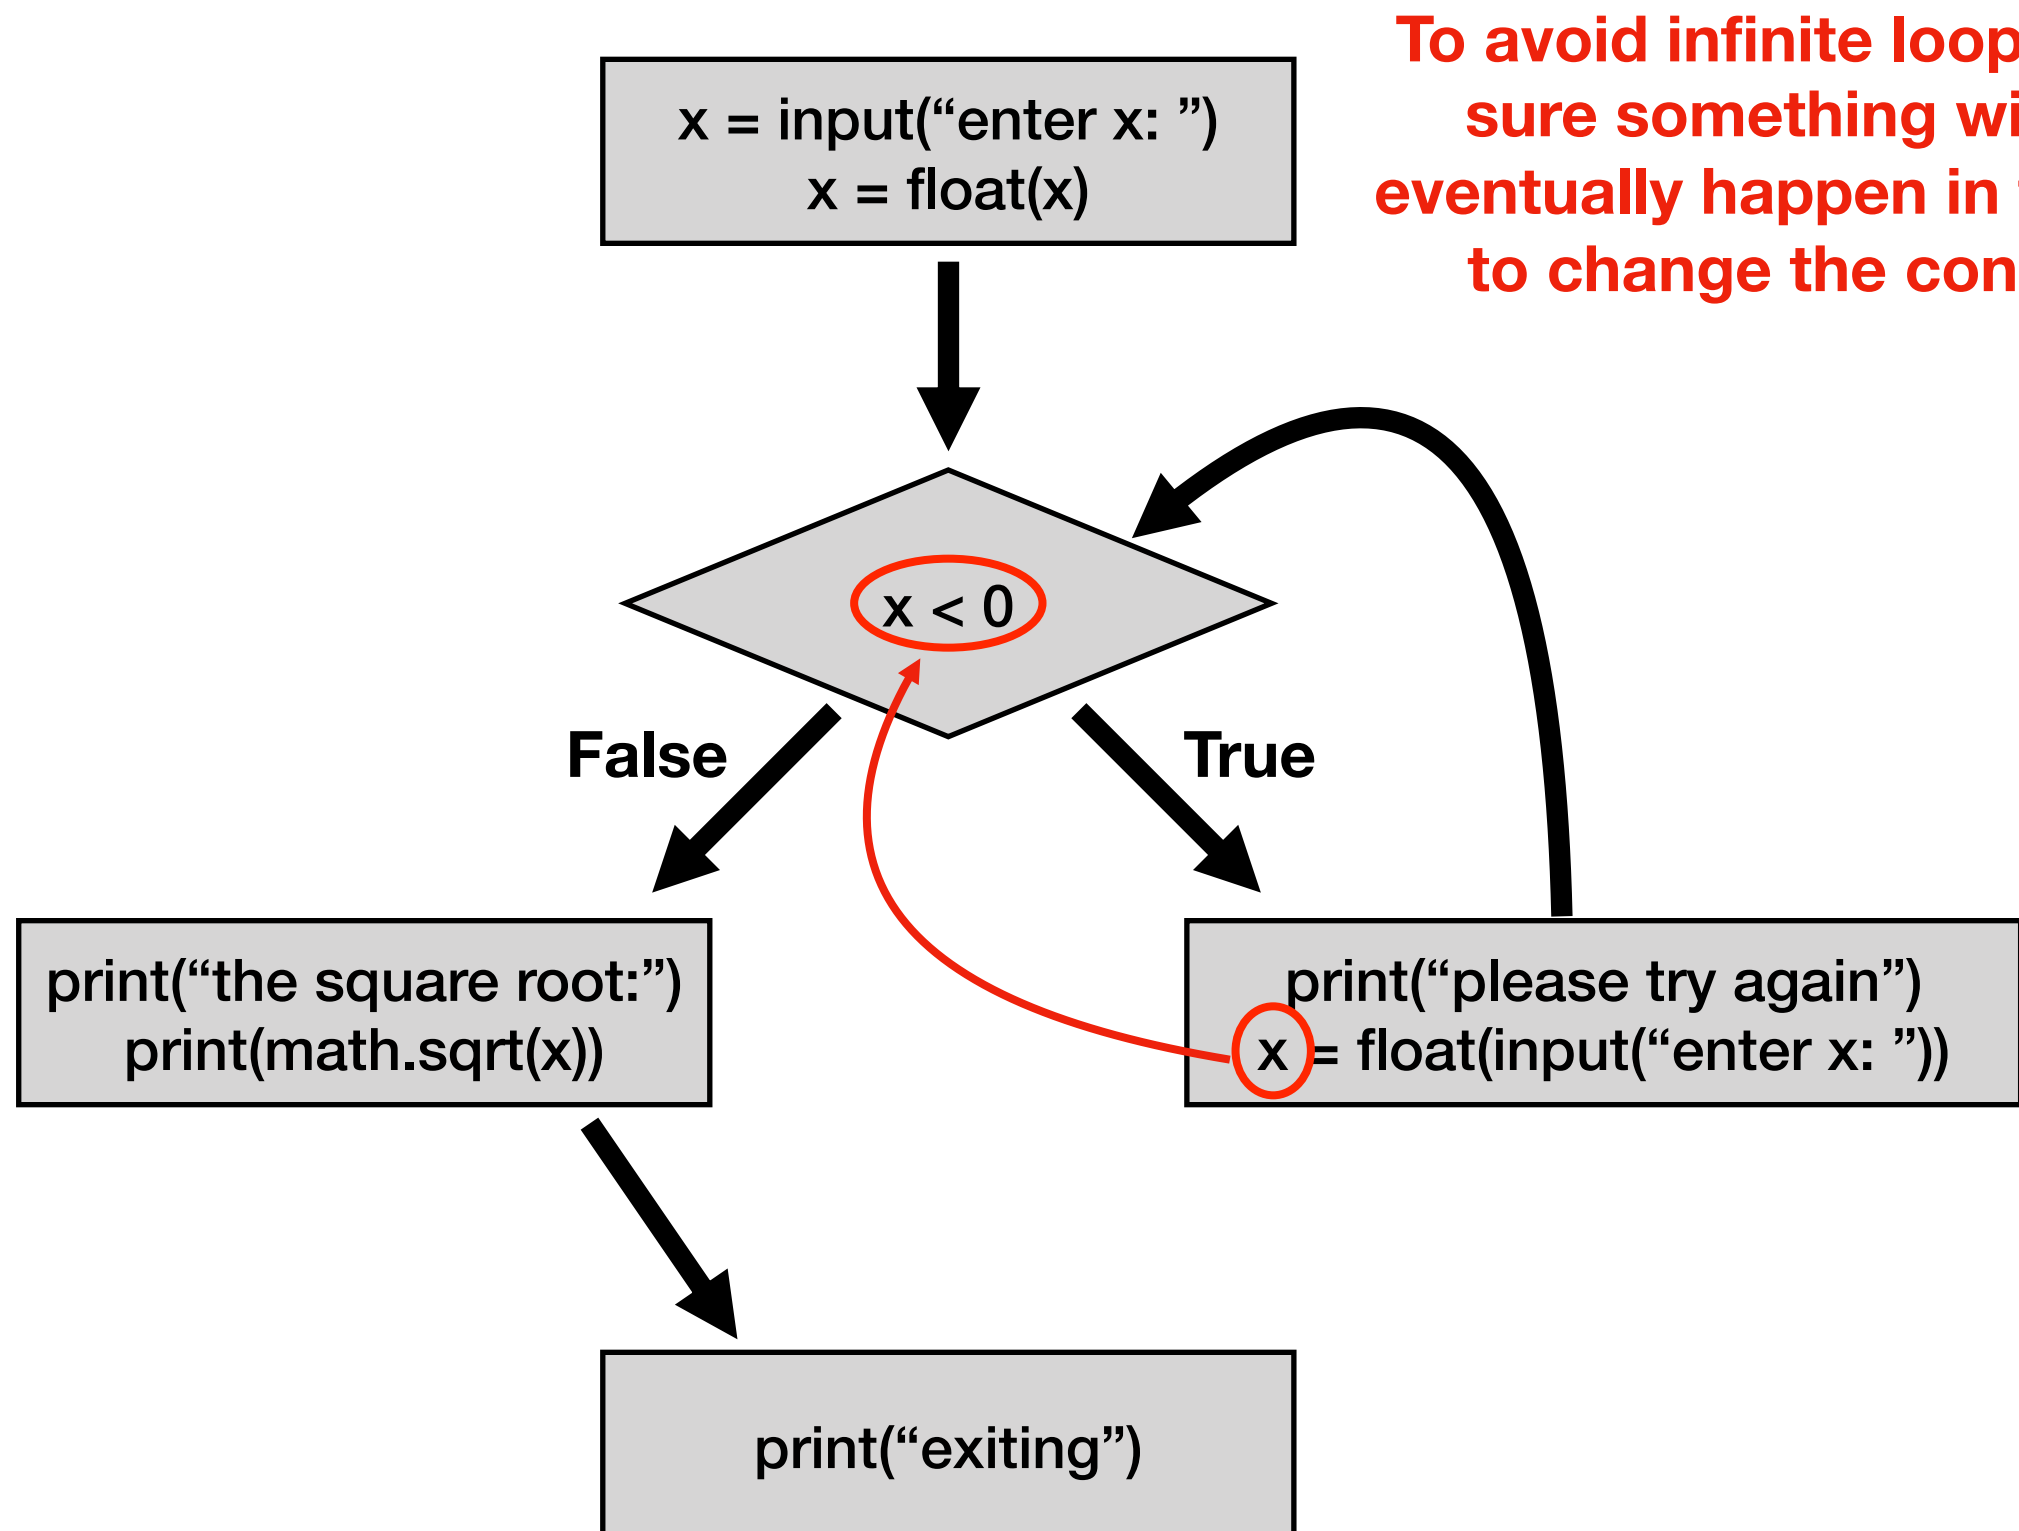 To avoid infinite loop
sure something wi
eventually happen in
to change the con
x = input(“enter x: ”)
x = float(x)
x < 0
False
True
print(“the square root:”)
print(math.sqrt(x))
print(“please try again”)
x = float(input(“enter x: ”))
print(“exiting”)